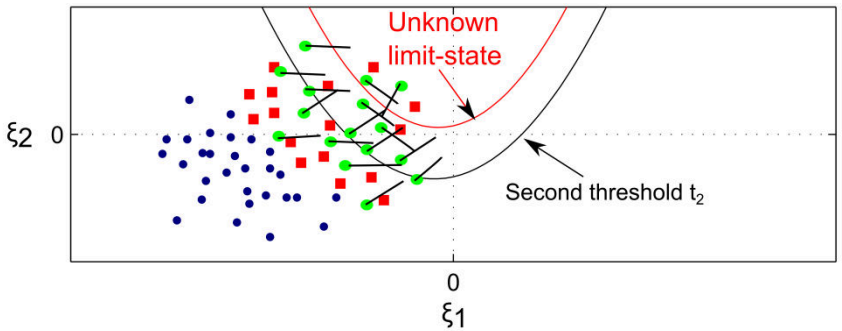 Unknown
limit-state
ξ2 0
Second threshold t2
0
ξ1